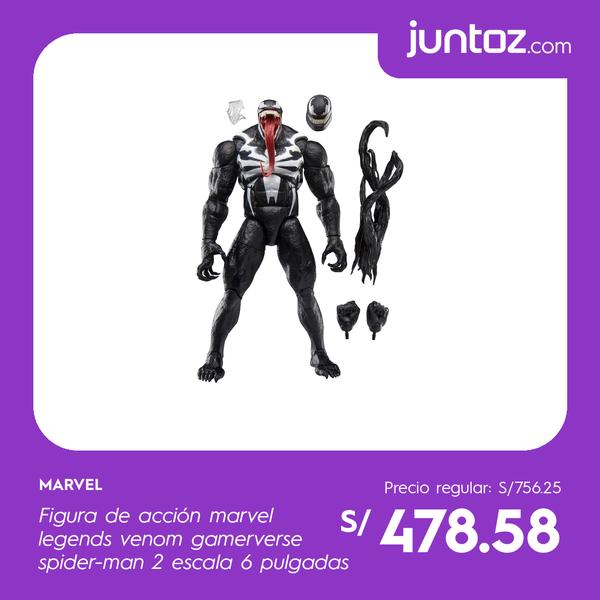 juntoz.com
MARVEL
Figura de acción marvel
legends venom gamerverse
spider-man 2 escala 6 pulgadas
Precio regular: S/756.25
S/ 478.58